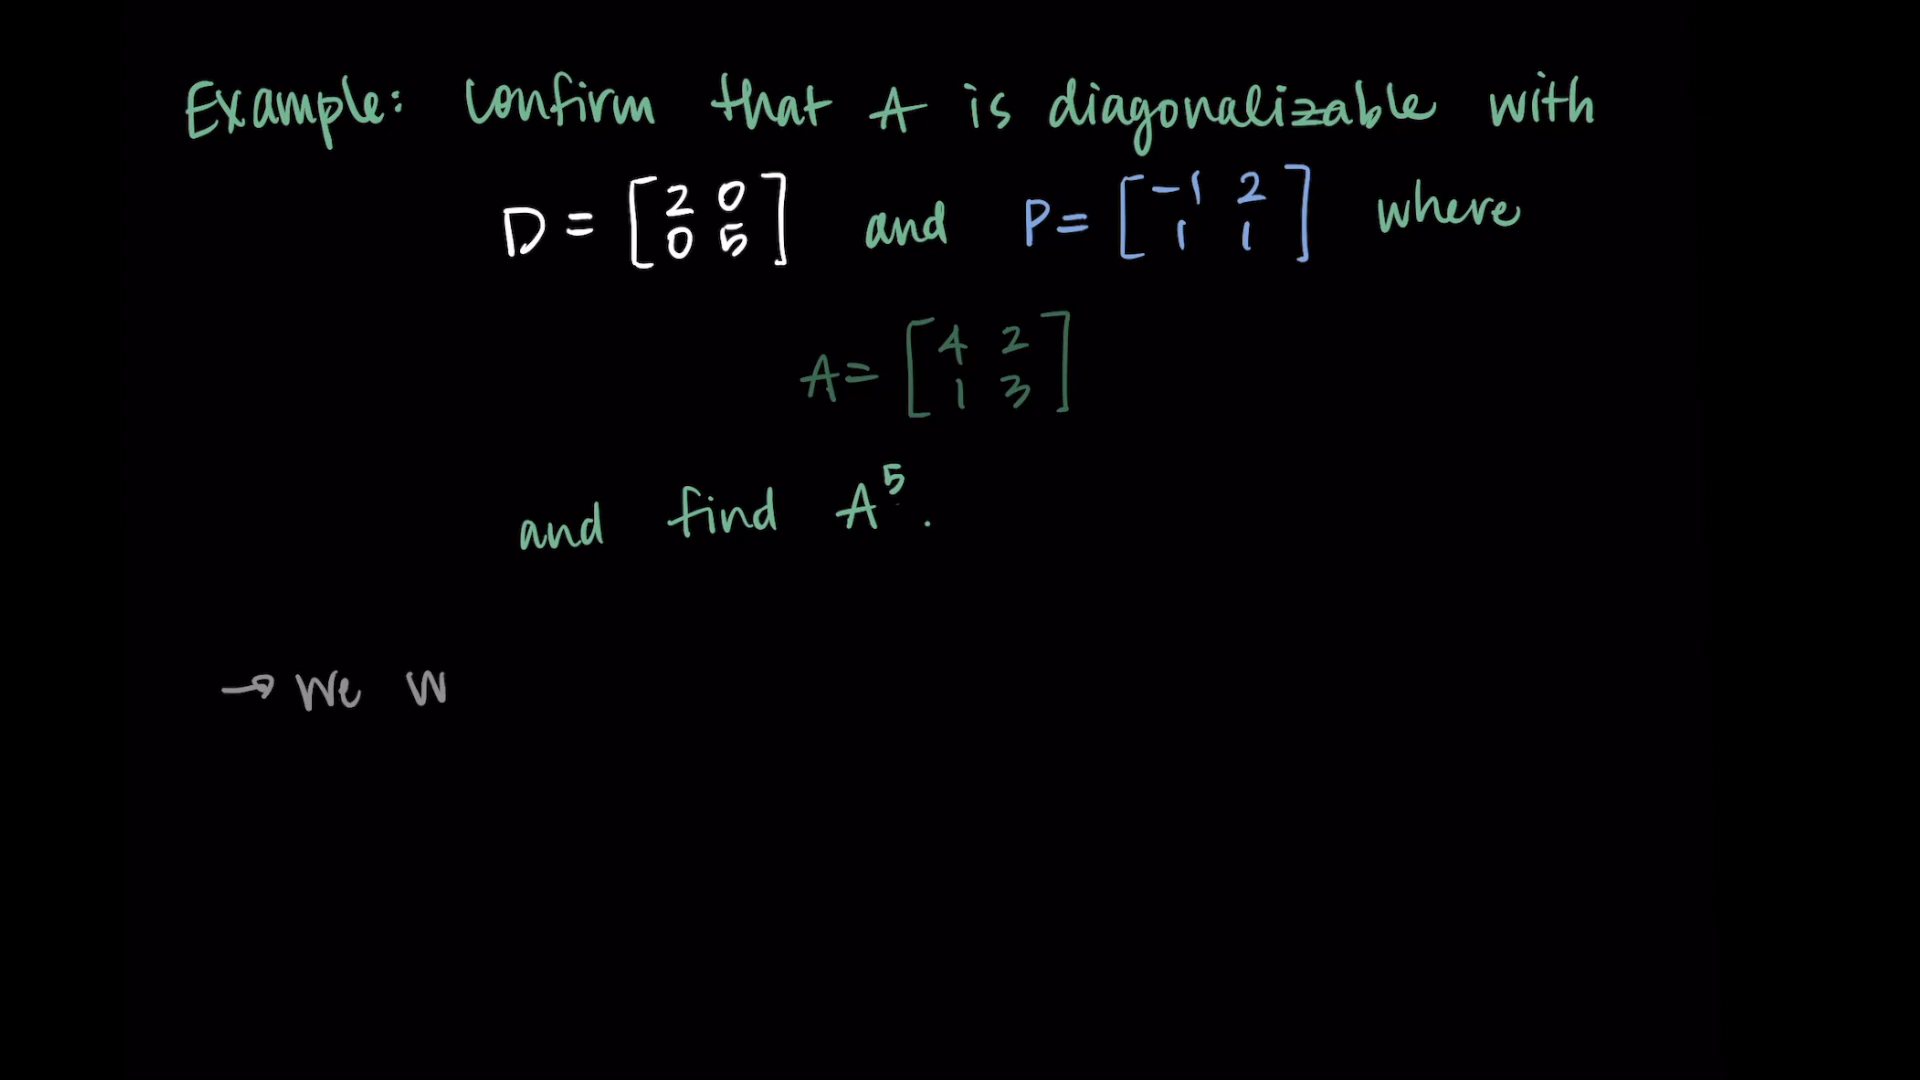 Example: Confirm that A is diagonalizable with
D = [2 0; 0 5] and P = [-1 2; 1 1] where
A = [4 2; 1 3]
and find A⁵.
→ We w